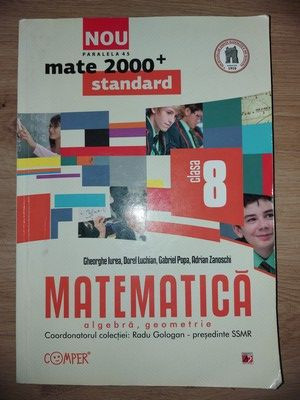 NOU
PARALELA 45
mate 2000+
standard
clasa 8
Gheorghe Iurea, Dorel Luchian, Gabriel Popa, Adrian Zanoschi
MATEMATICĂ
algebră, geometrie
Coordonatorul colecției: Radu Gologan - președinte SSMR
COMPER